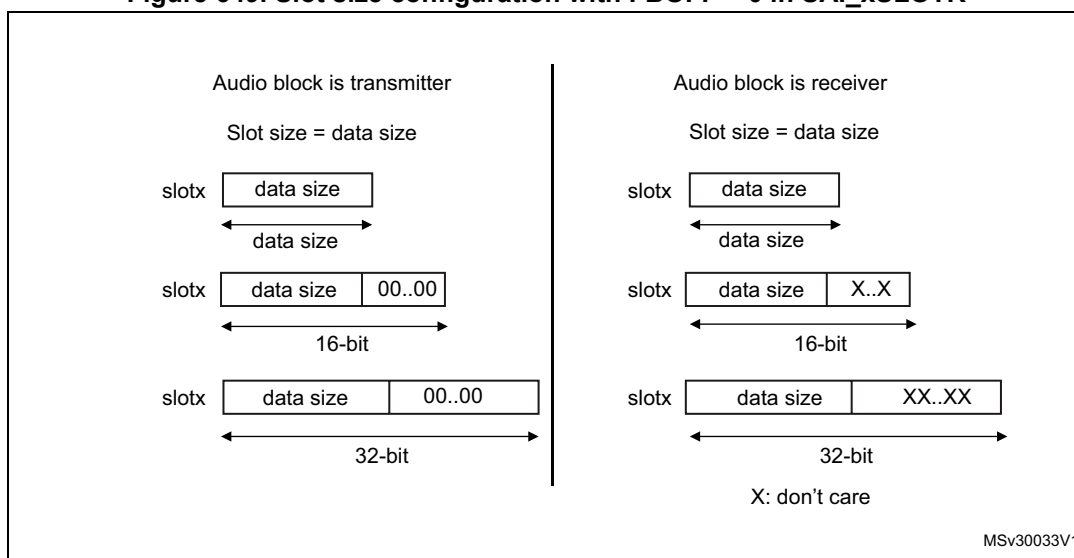 Audio block is transmitter
Slot size = data size
slotx data size
data size
slotx data size 00..00
16-bit
slotx data size 00..00
32-bit
Audio block is receiver
Slot size = data size
slotx data size
data size
slotx data size X..X
16-bit
slotx data size XX..XX
32-bit
X: don't care
MSv30033V1